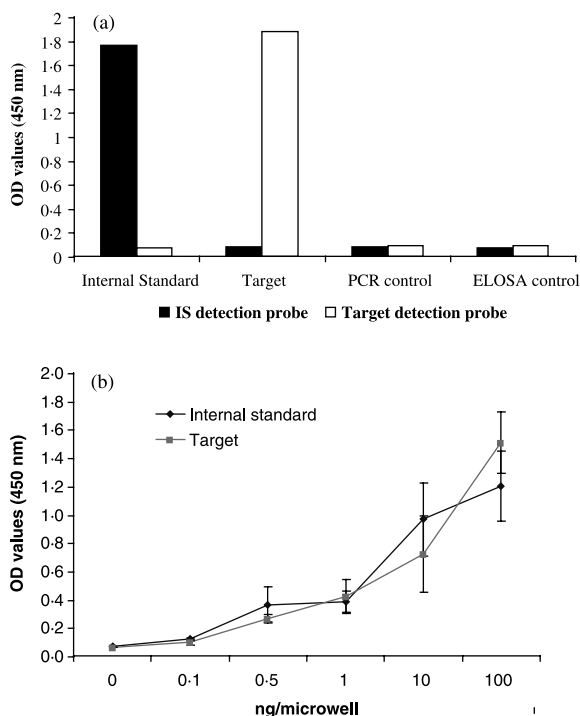 (a)
OD values (450 nm)
2
1·8
1·6
1·4
1·2
1
0·8
0·6
0·4
0·2
0
Internal Standard Target PCR control ELOSA control
IS detection probe Target detection probe
(b)
OD values (450 nm)
2·0
1·8
1·6
1·4
1·2
1·0
0·8
0·6
0·4
0·2
0·0
Internal standard
Target
0 0·1 0·5 1 10 100
ng/microwell